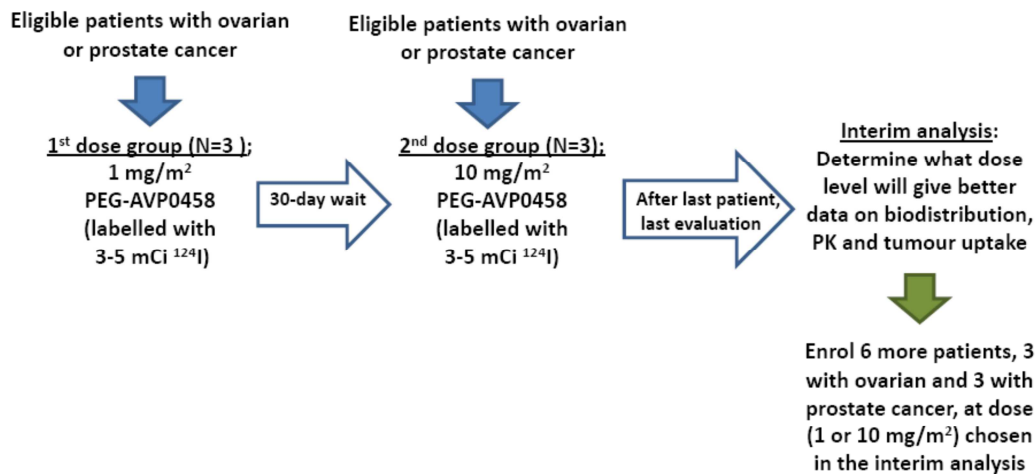 Eligible patients with ovarian
or prostate cancer
1st dose group (N=3 );
1 mg/m²
PEG-AVP0458
(labelled with
3-5 mCi ¹²⁴I)
30-day wait
Eligible patients with ovarian
or prostate cancer
2nd dose group (N=3);
10 mg/m²
PEG-AVP0458
(labelled with
3-5 mCi ¹²⁴I)
After last patient,
last evaluation
Interim analysis:
Determine what dose
level will give better
data on biodistribution,
PK and tumour uptake
Enrol 6 more patients, 3
with ovarian and 3 with
prostate cancer, at dose
(1 or 10 mg/m²) chosen
in the interim analysis